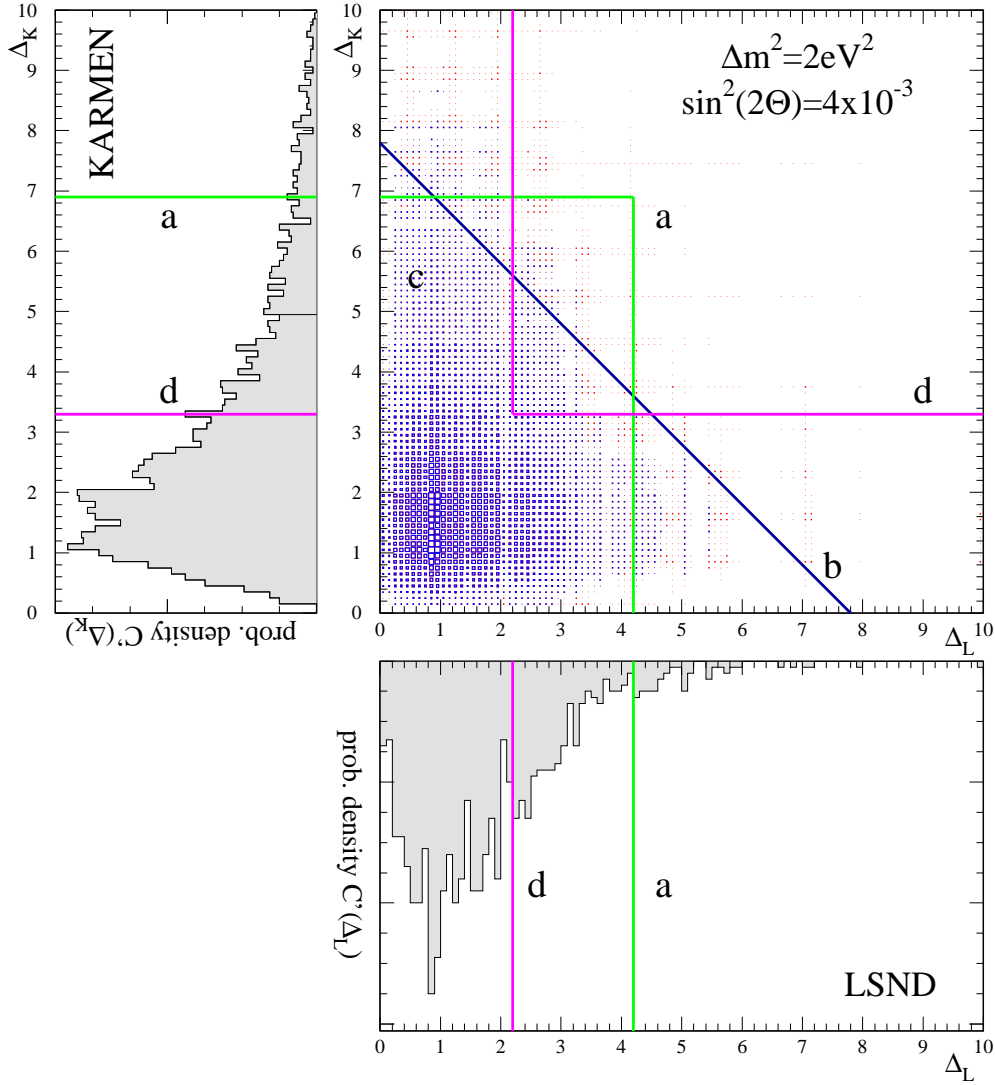 KARMEN
Δ_K
10
9
8
7
6
5
4
3
2
1
0
a
d
prob. density C'(Δ_K)
Δ_K
10
9
8
7
6
5
4
3
2
1
0
Δm²=2eV²
sin²(2Θ)=4x10⁻³
a
c
d
b
0 1 2 3 4 5 6 7 8 9 10
Δ_L
prob. density C'(Δ_L)
d
a
LSND
0 1 2 3 4 5 6 7 8 9 10
Δ_L